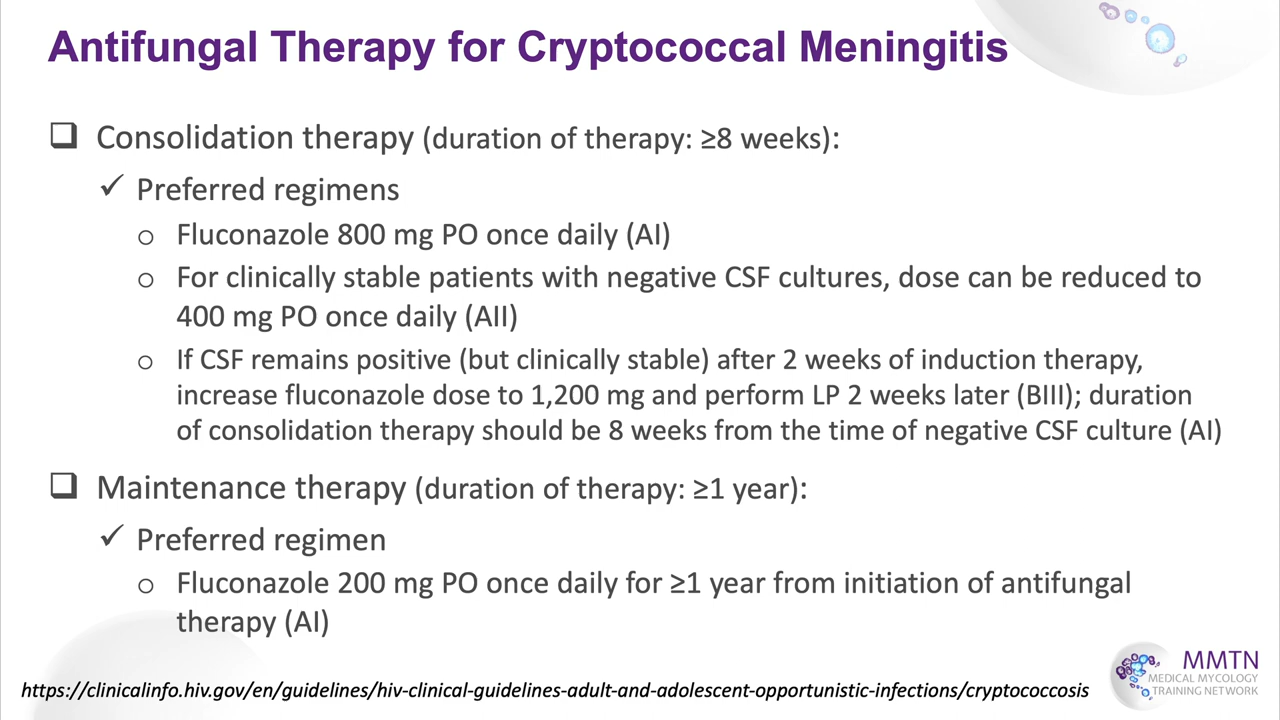 Antifungal Therapy for Cryptococcal Meningitis
Consolidation therapy (duration of therapy: ≥8 weeks):
Preferred regimens
Fluconazole 800 mg PO once daily (AI)
For clinically stable patients with negative CSF cultures, dose can be reduced to
400 mg PO once daily (AII)
If CSF remains positive (but clinically stable) after 2 weeks of induction therapy,
increase fluconazole dose to 1,200 mg and perform LP 2 weeks later (BIII); duration
of consolidation therapy should be 8 weeks from the time of negative CSF culture (AI)
Maintenance therapy (duration of therapy: ≥1 year):
Preferred regimen
Fluconazole 200 mg PO once daily for ≥1 year from initiation of antifungal
therapy (AI)
https://clinicalinfo.hiv.gov/en/guidelines/hiv-clinical-guidelines-adult-and-adolescent-opportunistic-infections/cryptococcosis
MMTN
MEDICAL MYCOLOGY
TRAINING NETWORK